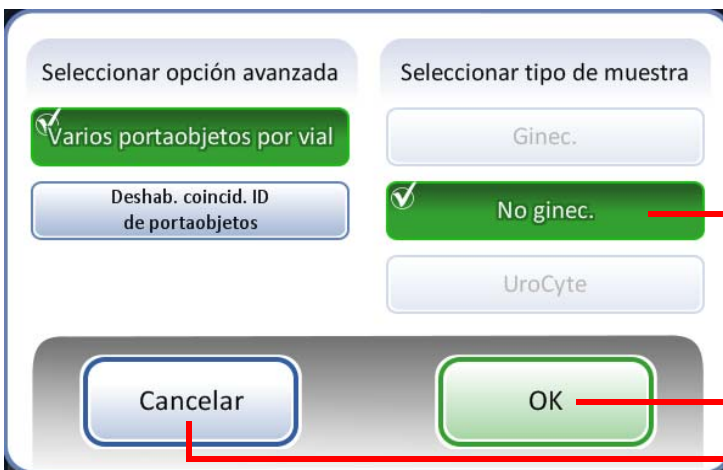 Seleccionar opción avanzada
Varios portaobjetos por vial
Deshab. coincid. ID
de portaobjetos
Seleccionar tipo de muestra
Ginec.
No ginec.
UroCyte
Cancelar
OK